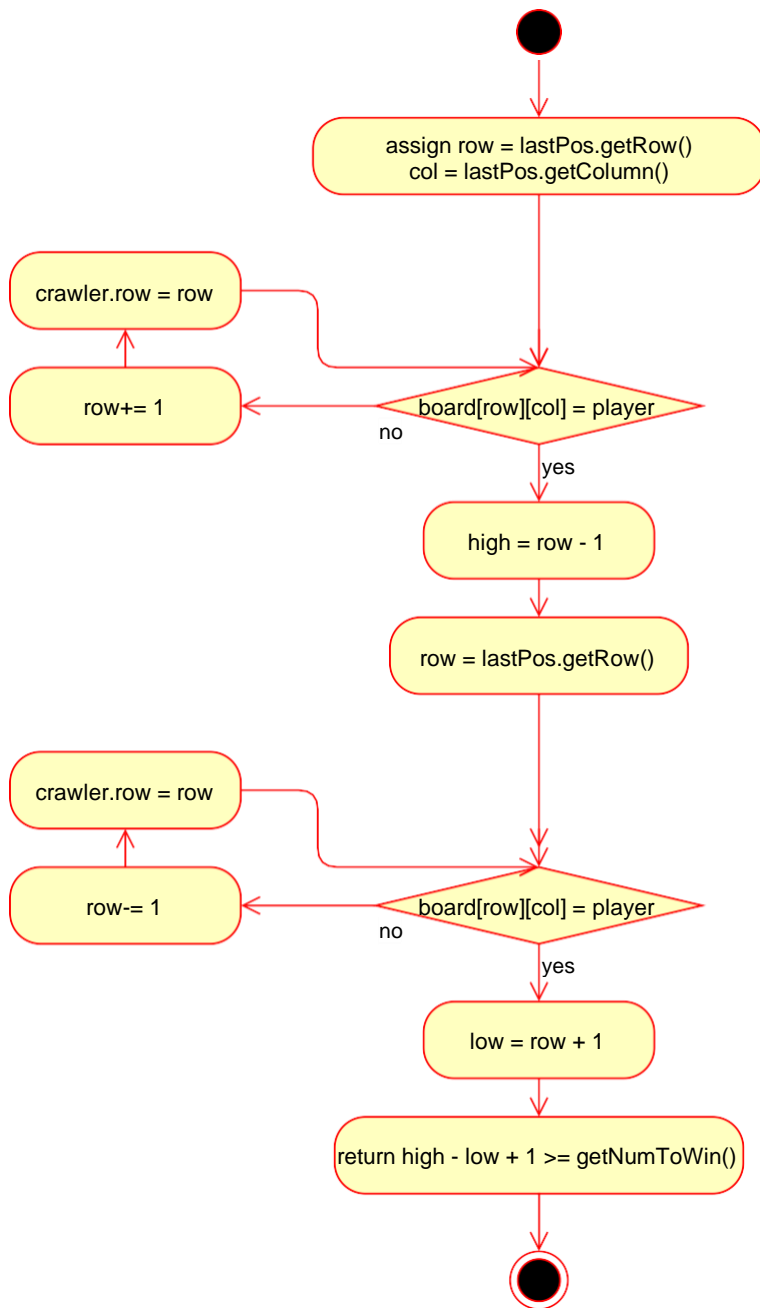 assign row = lastPos.getRow()
col = lastPos.getColumn()
crawler.row = row
row+= 1
board[row][col] = player
no
yes
high = row - 1
row = lastPos.getRow()
crawler.row = row
row-= 1
board[row][col] = player
no
yes
low = row + 1
return high - low + 1 >= getNumToWin()